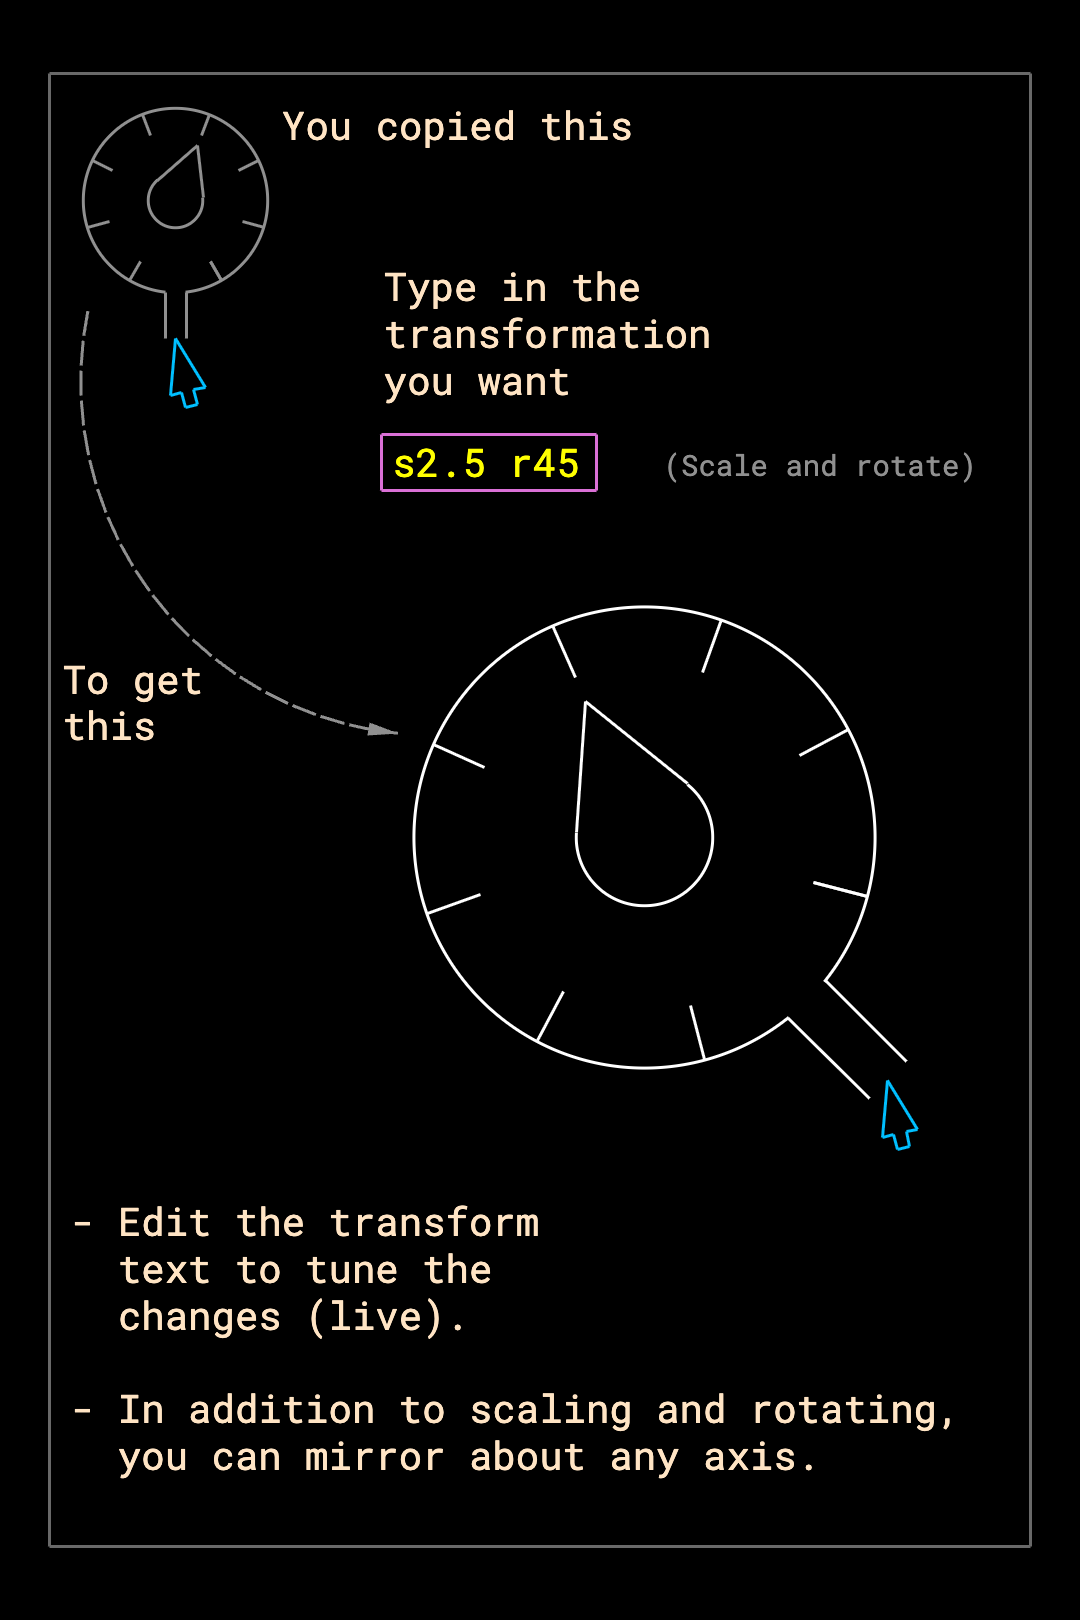 You copied this
Type in the
transformation
you want
s2.5 r45
(Scale and rotate)
To get
this
- Edit the transform
text to tune the
changes (live).
- In addition to scaling and rotating,
you can mirror about any axis.